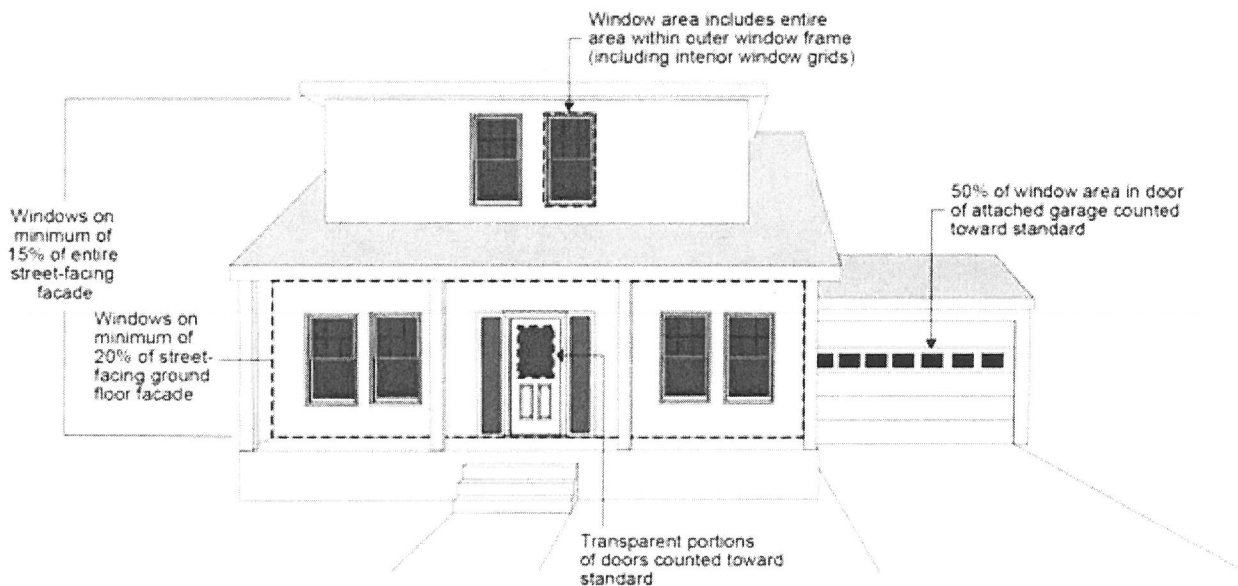 Window area includes entire
area within outer window frame
(including interior window grids)
50% of window area in door
of attached garage counted
toward standard
Windows on
minimum of
15% of entire
street-facing
facade
Windows on
minimum of
20% of street-
facing ground
floor facade
Transparent portions
of doors counted toward
standard